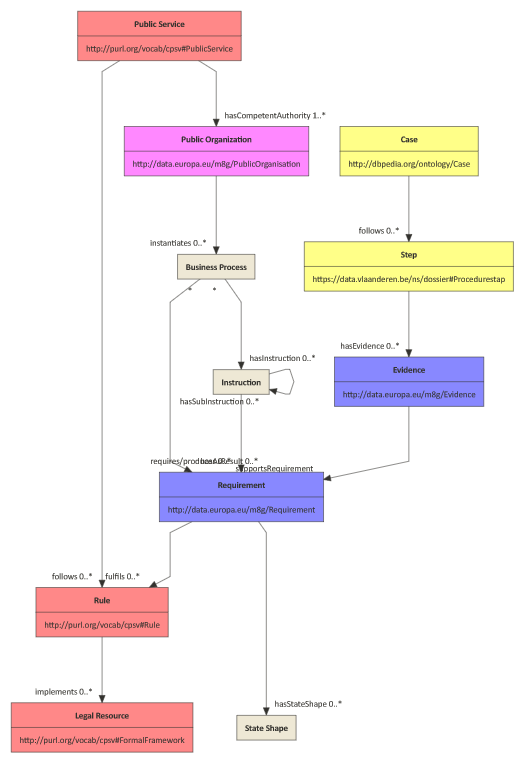 Public Service
http://purl.org/vocab/cpsv#PublicService
hasCompetentAuthority 1..*
Public Organization
http://data.europa.eu/m8g/PublicOrganisation
Case
http://dbpedia.org/ontology/Case
instantiates 0..*
follows 0..*
Business Process
Step
https://data.vlaanderen.be/ns/dossier#Procedurestap
*
*
hasInstruction 0..*
hasEvidence 0..*
Instruction
Evidence
http://data.europa.eu/m8g/Evidence
hasSubInstruction 0..*
0..*
supportsRequirement
Requirement
http://data.europa.eu/m8g/Requirement
follows 0..*
fulfils 0..*
Rule
http://purl.org/vocab/cpsv#Rule
implements 0..*
hasStateShape 0..*
Legal Resource
http://purl.org/vocab/cpsv#FormalFramework
State Shape